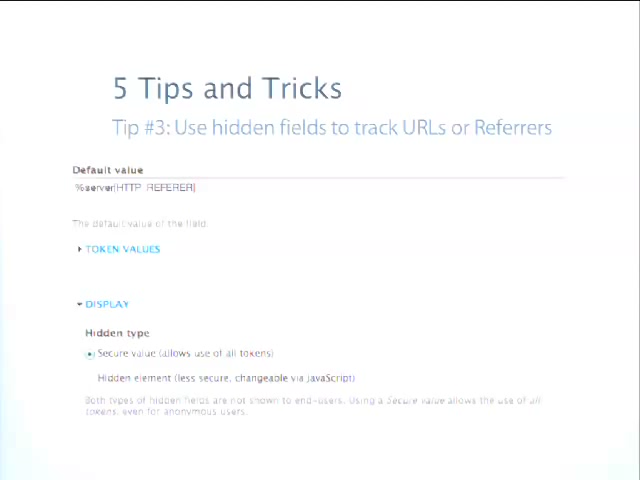 5 Tips and Tricks
Tip #3: Use hidden fields to track URLs or Referrers
Default value
%server[HTTP_REFERER]
The default value of the field.
TOKEN VALUES
DISPLAY
Hidden type
Secure value (allows use of all tokens)
Hidden element (less secure, changeable via JavaScript)
Both types of hidden fields are not shown to end-users. Using a Secure value allows the use of all
tokens, even for anonymous users.